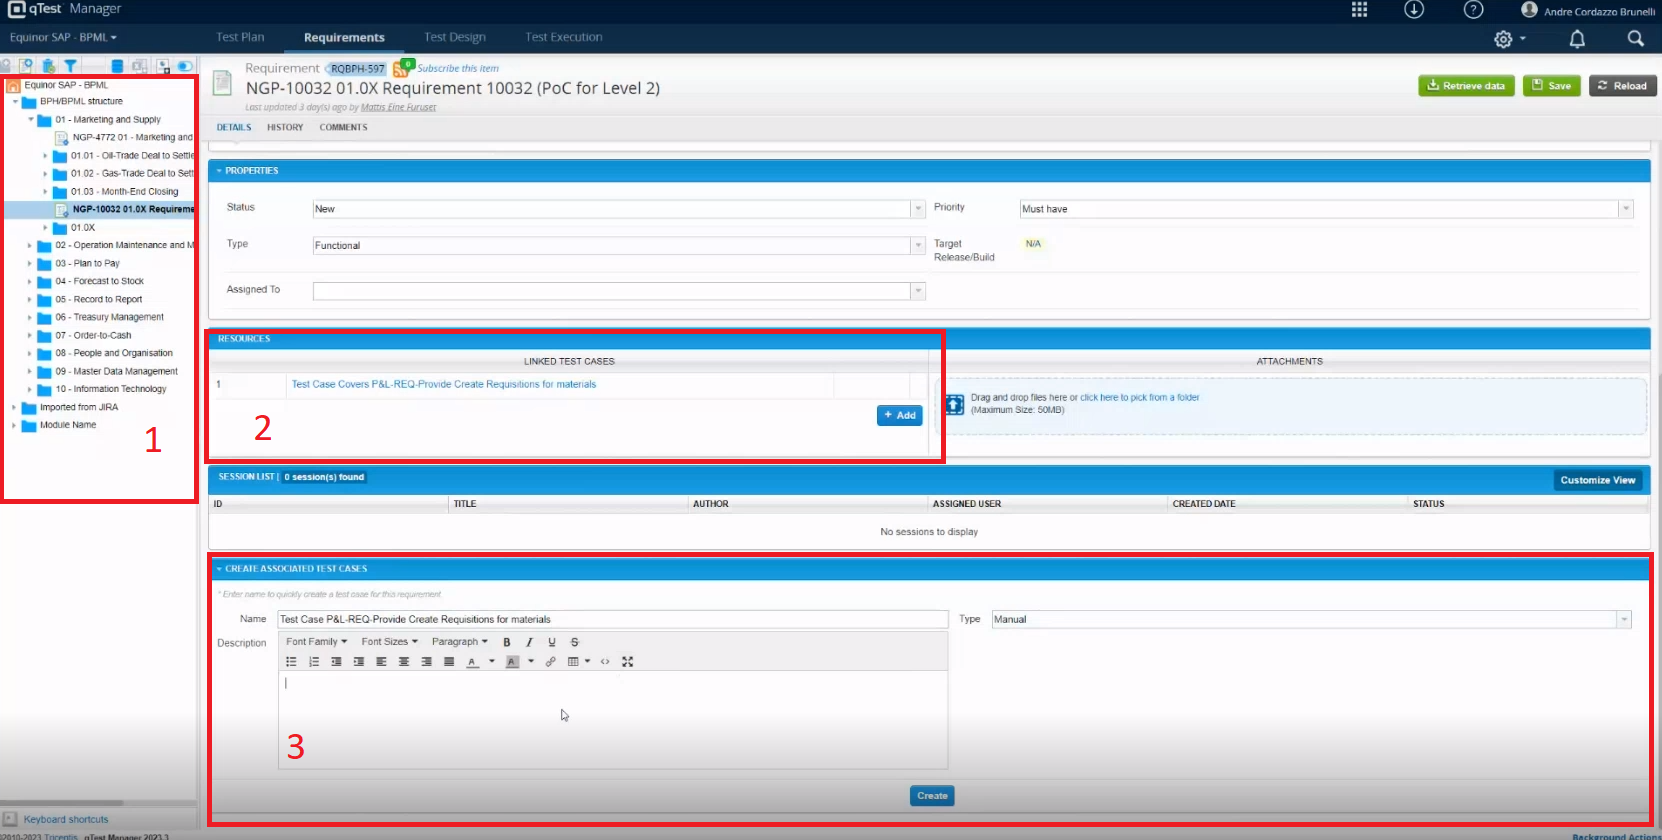 qTest Manager
Andre Cordazzo Brunelli
Equinor SAP - BPML
Test Plan
Requirements
Test Design
Test Execution
Equinor SAP - BPML
BPH/BPML structure
01 - Marketing and Supply
NGP-4772 01 - Marketing and
01.01 - Oil-Trade Deal to Settle
01.02 - Gas-Trade Deal to Sett
01.03 - Month-End Closing
NGP-10032 01.0X Requireme
01.0X
02 - Operation Maintenance and M
03 - Plan to Pay
04 - Forecast to Stock
05 - Record to Report
06 - Treasury Management
07 - Order-to-Cash
08 - People and Organisation
09 - Master Data Management
10 - Information Technology
Imported from JIRA
Module Name
1
Keyboard shortcuts
©2010-2023 Tricentis qTest Manager 2023.3
Requirement RQBPH-597 0 Subscribe this item
NGP-10032 01.0X Requirement 10032 (PoC for Level 2)
Last updated 3 day(s) ago by Mattis Eine Furuset
Retrieve data
Save
Reload
DETAILS
HISTORY
COMMENTS
PROPERTIES
Status
New
Priority
Must have
Type
Functional
Target
Release/Build
N/A
Assigned To
RESOURCES
LINKED TEST CASES
1
Test Case Covers P&L-REQ-Provide Create Requisitions for materials
+ Add
2
ATTACHMENTS
Drag and drop files here or click here to pick from a folder
(Maximum Size: 50MB)
SESSION LIST | 0 session(s) found
Customize View
ID
TITLE
AUTHOR
ASSIGNED USER
CREATED DATE
STATUS
No sessions to display
CREATE ASSOCIATED TEST CASES
* Enter name to quickly create a test case for this requirement
Name
Test Case P&L-REQ-Provide Create Requisitions for materials
Type
Manual
Description
Font Family
Font Sizes
Paragraph
B
I
U
S
A
A
3
Create
Background Actions